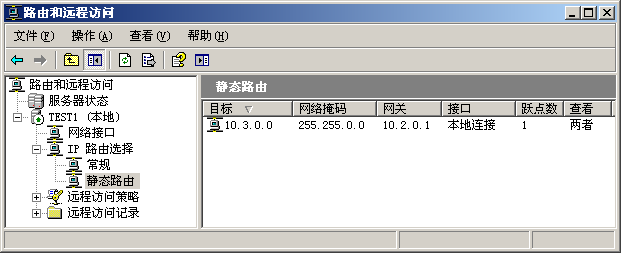 路由和远程访问
文件(F) 操作(A) 查看(V) 帮助(H)
路由和远程访问
服务器状态
TEST1 (本地)
网络接口
IP 路由选择
常规
静态路由
远程访问策略
远程访问记录
静态路由
目标 网络掩码 网关 接口 跃点数 查看
10.3.0.0 255.255.0.0 10.2.0.1 本地连接 1 两者